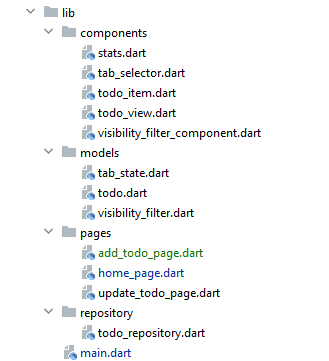 lib
components
stats.dart
tab_selector.dart
todo_item.dart
todo_view.dart
visibility_filter_component.dart
models
tab_state.dart
todo.dart
visibility_filter.dart
pages
add_todo_page.dart
home_page.dart
update_todo_page.dart
repository
todo_repository.dart
main.dart